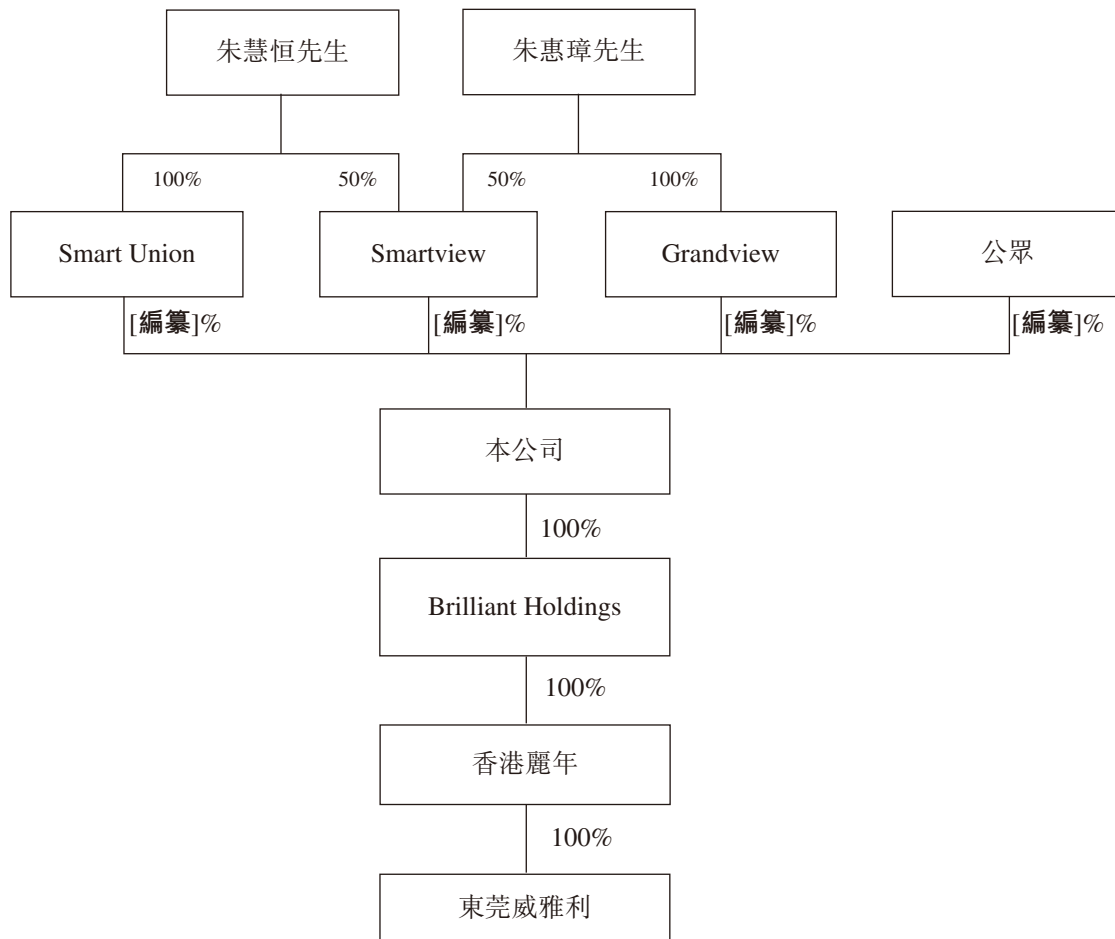 朱慧恒先生 朱惠璋先生
100% 50% 50% 100%
Smart Union Smartview Grandview 公眾
[編纂]% [編纂]% [編纂]% [編纂]%
本公司
100%
Brilliant Holdings
100%
香港麗年
100%
東莞威雅利